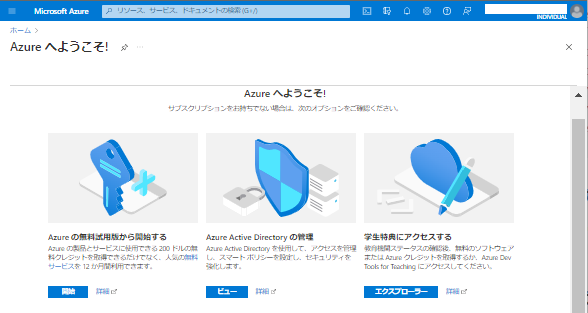 Microsoft Azure
リソース、サービス、ドキュメントの検索 (G+/)
INDIVIDUAL
ホーム >
Azure へようこそ!
Azure へようこそ!
サブスクリプションをお持ちでない場合は、次のオプションをご確認ください。
Azure の無料試用版から開始する
Azure の製品とサービスに使用できる 200 ドルの無
料クレジットを取得できるだけでなく、人気の無料
サービスを 12 か月間利用できます。
開始
詳細
Azure Active Directory の管理
Azure Active Directory を使用して、アクセスを管理
し、スマート ポリシーを設定し、セキュリティを
強化します。
ビュー
詳細
学生特典にアクセスする
教育機関ステータスの確認後、無料のソフトウェア
または Azure クレジットを取得するか、Azure Dev
Tools for Teaching にアクセスしてください。
エクスプローラー
詳細